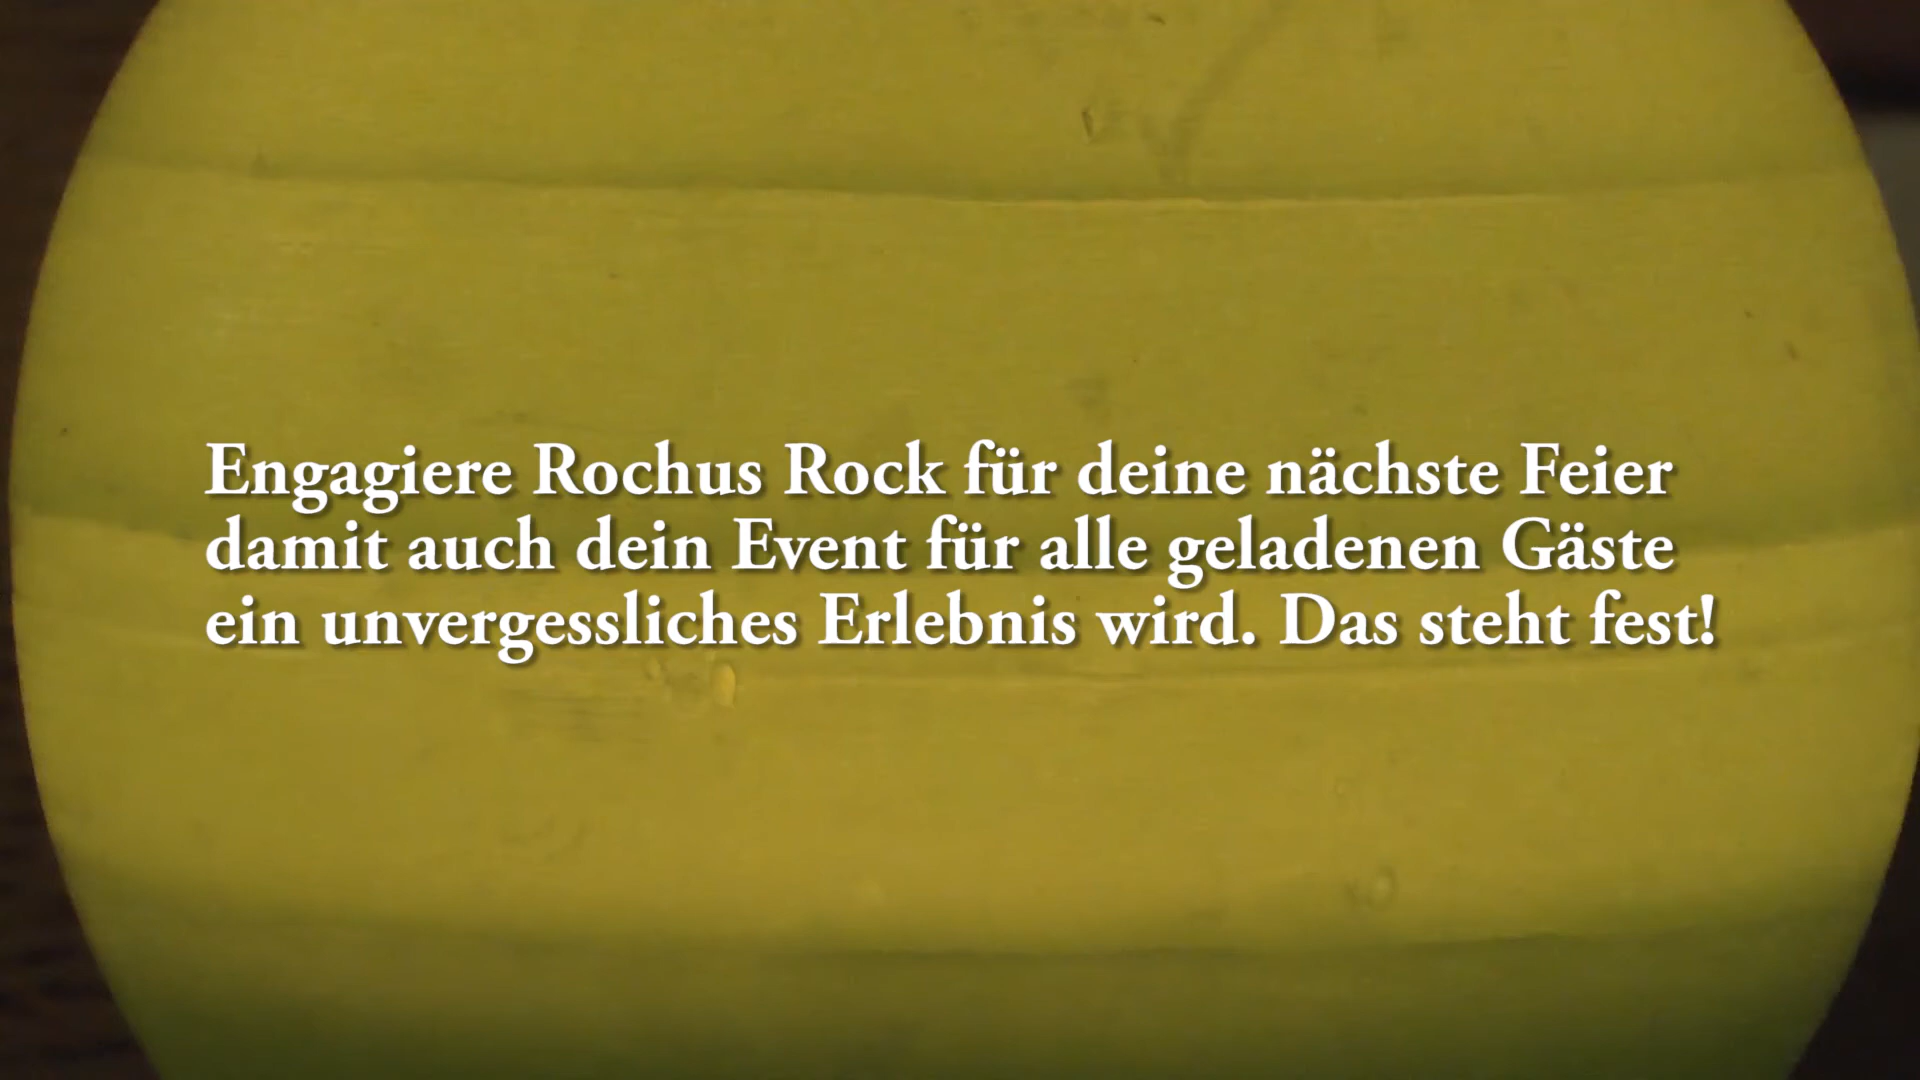 Engagiere Rochus Rock für deine nächste Feier
damit auch dein Event für alle geladenen Gäste
ein unvergessliches Erlebnis wird. Das steht fest!